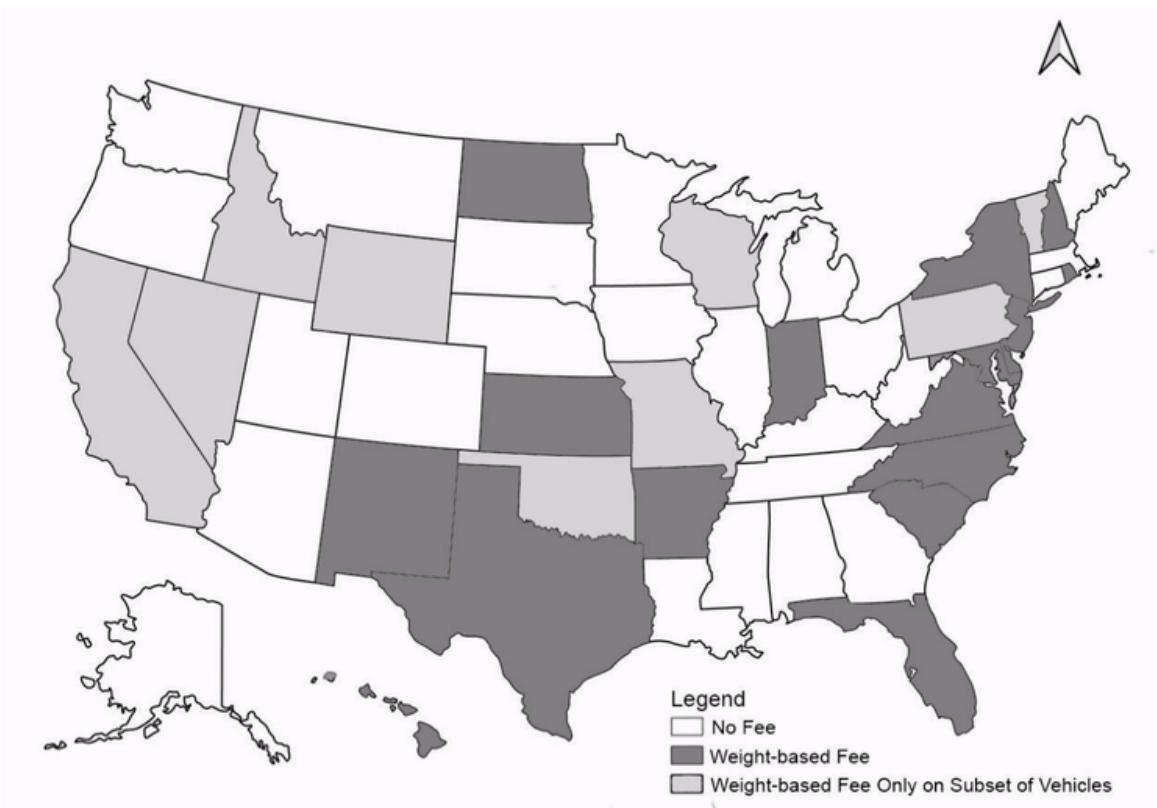 Legend
No Fee
Weight-based Fee
Weight-based Fee Only on Subset of Vehicles